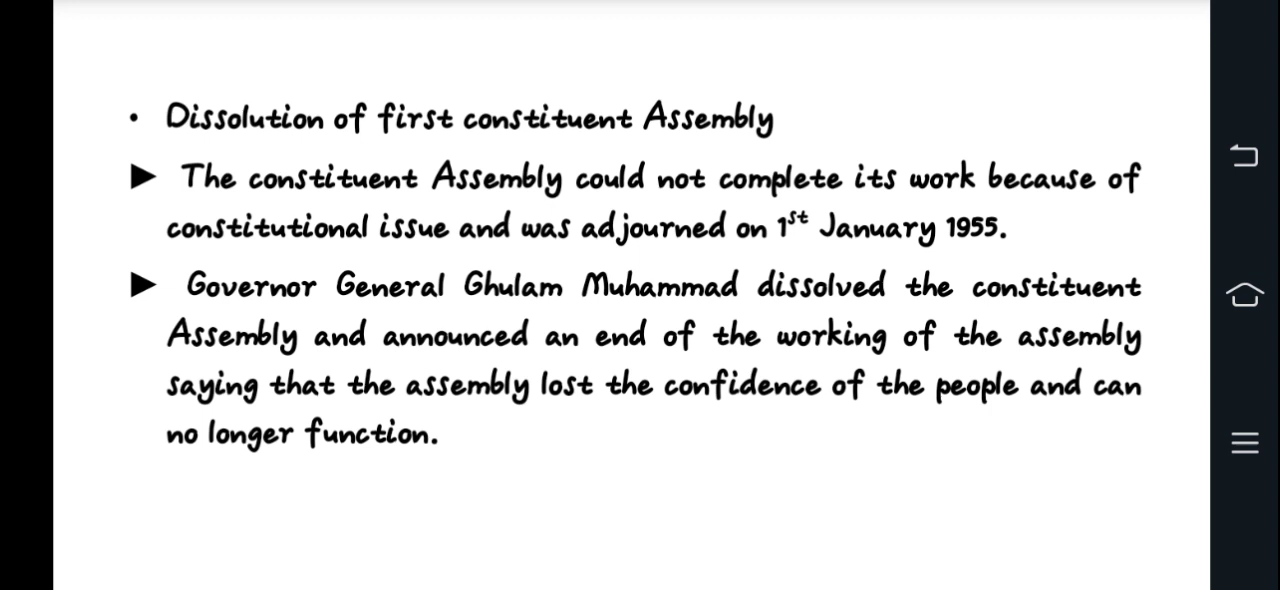 • Dissolution of first constituent Assembly
▶ The constituent Assembly could not complete its work because of
constitutional issue and was adjourned on 1st January 1955.
▶ Governor General Ghulam Muhammad dissolved the constituent
Assembly and announced an end of the working of the assembly
saying that the assembly lost the confidence of the people and can
no longer function.